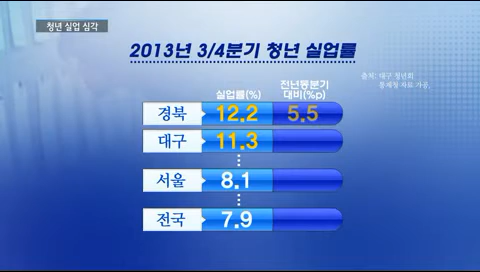 청년 실업 심각
2013년 3/4분기 청년 실업률
출처: 대구 청년회
통계청 자료 가공,
실업률(%)
전년동분기
대비(%p)
경북 12.2 5.5
대구 11.3
서울 8.1
전국 7.9